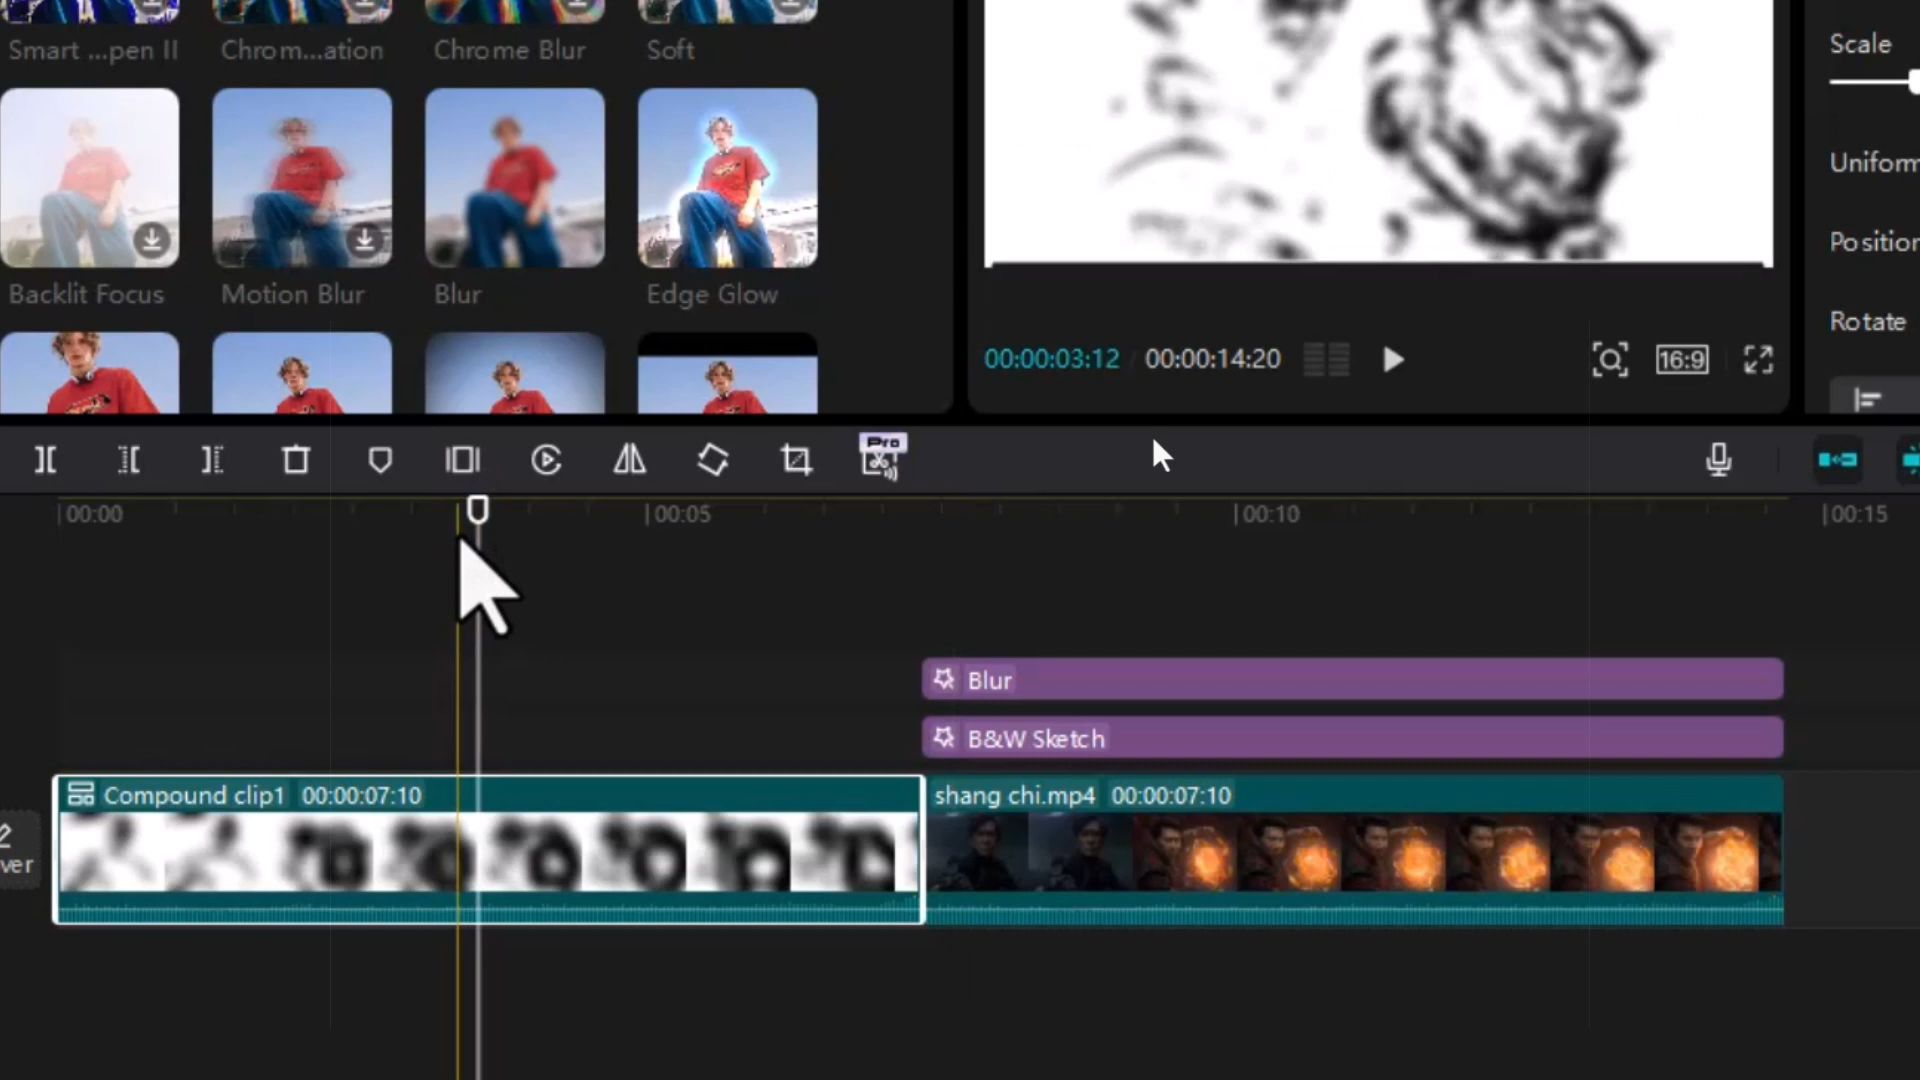 Smart ...pen II
Chrom...ation
Chrome Blur
Soft
Scale
Uniform
Position
Rotate
Backlit Focus
Motion Blur
Blur
Edge Glow
00:00:03:12
00:00:14:20
16:9
Pro
00:00
00:05
00:10
00:15
Blur
B&W Sketch
Compound clip1 00:00:07:10
shang chi.mp4 00:00:07:10
ver